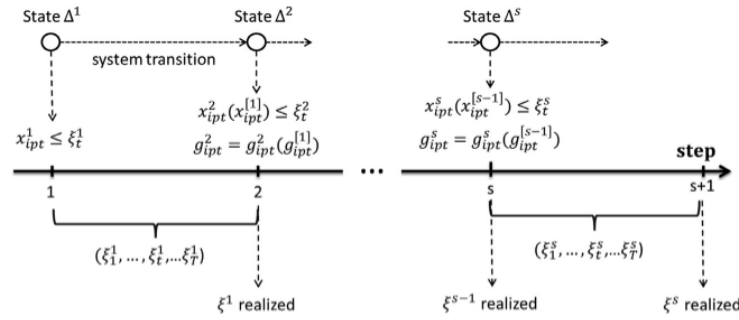 State Δ¹ State Δ² State Δˢ
system transition
x²ᵢₚₜ(x^[1]ᵢₚₜ) ≤ ξ²ₜ xˢᵢₚₜ(x^[s−1]ᵢₚₜ) ≤ ξˢₜ
x¹ᵢₚₜ ≤ ξ¹ₜ g²ᵢₚₜ = g²ᵢₚₜ(g^[1]ᵢₚₜ) gˢᵢₚₜ = gˢᵢₚₜ(g^[s−1]ᵢₚₜ)
step
...
1 2 s s+1
(ξ¹₁, ... , ξ¹ₜ, ... ξ¹_T) (ξˢ₁, ... , ξˢₜ, ... ξˢ_T)
ξ¹ realized ξˢ⁻¹ realized ξˢ realized